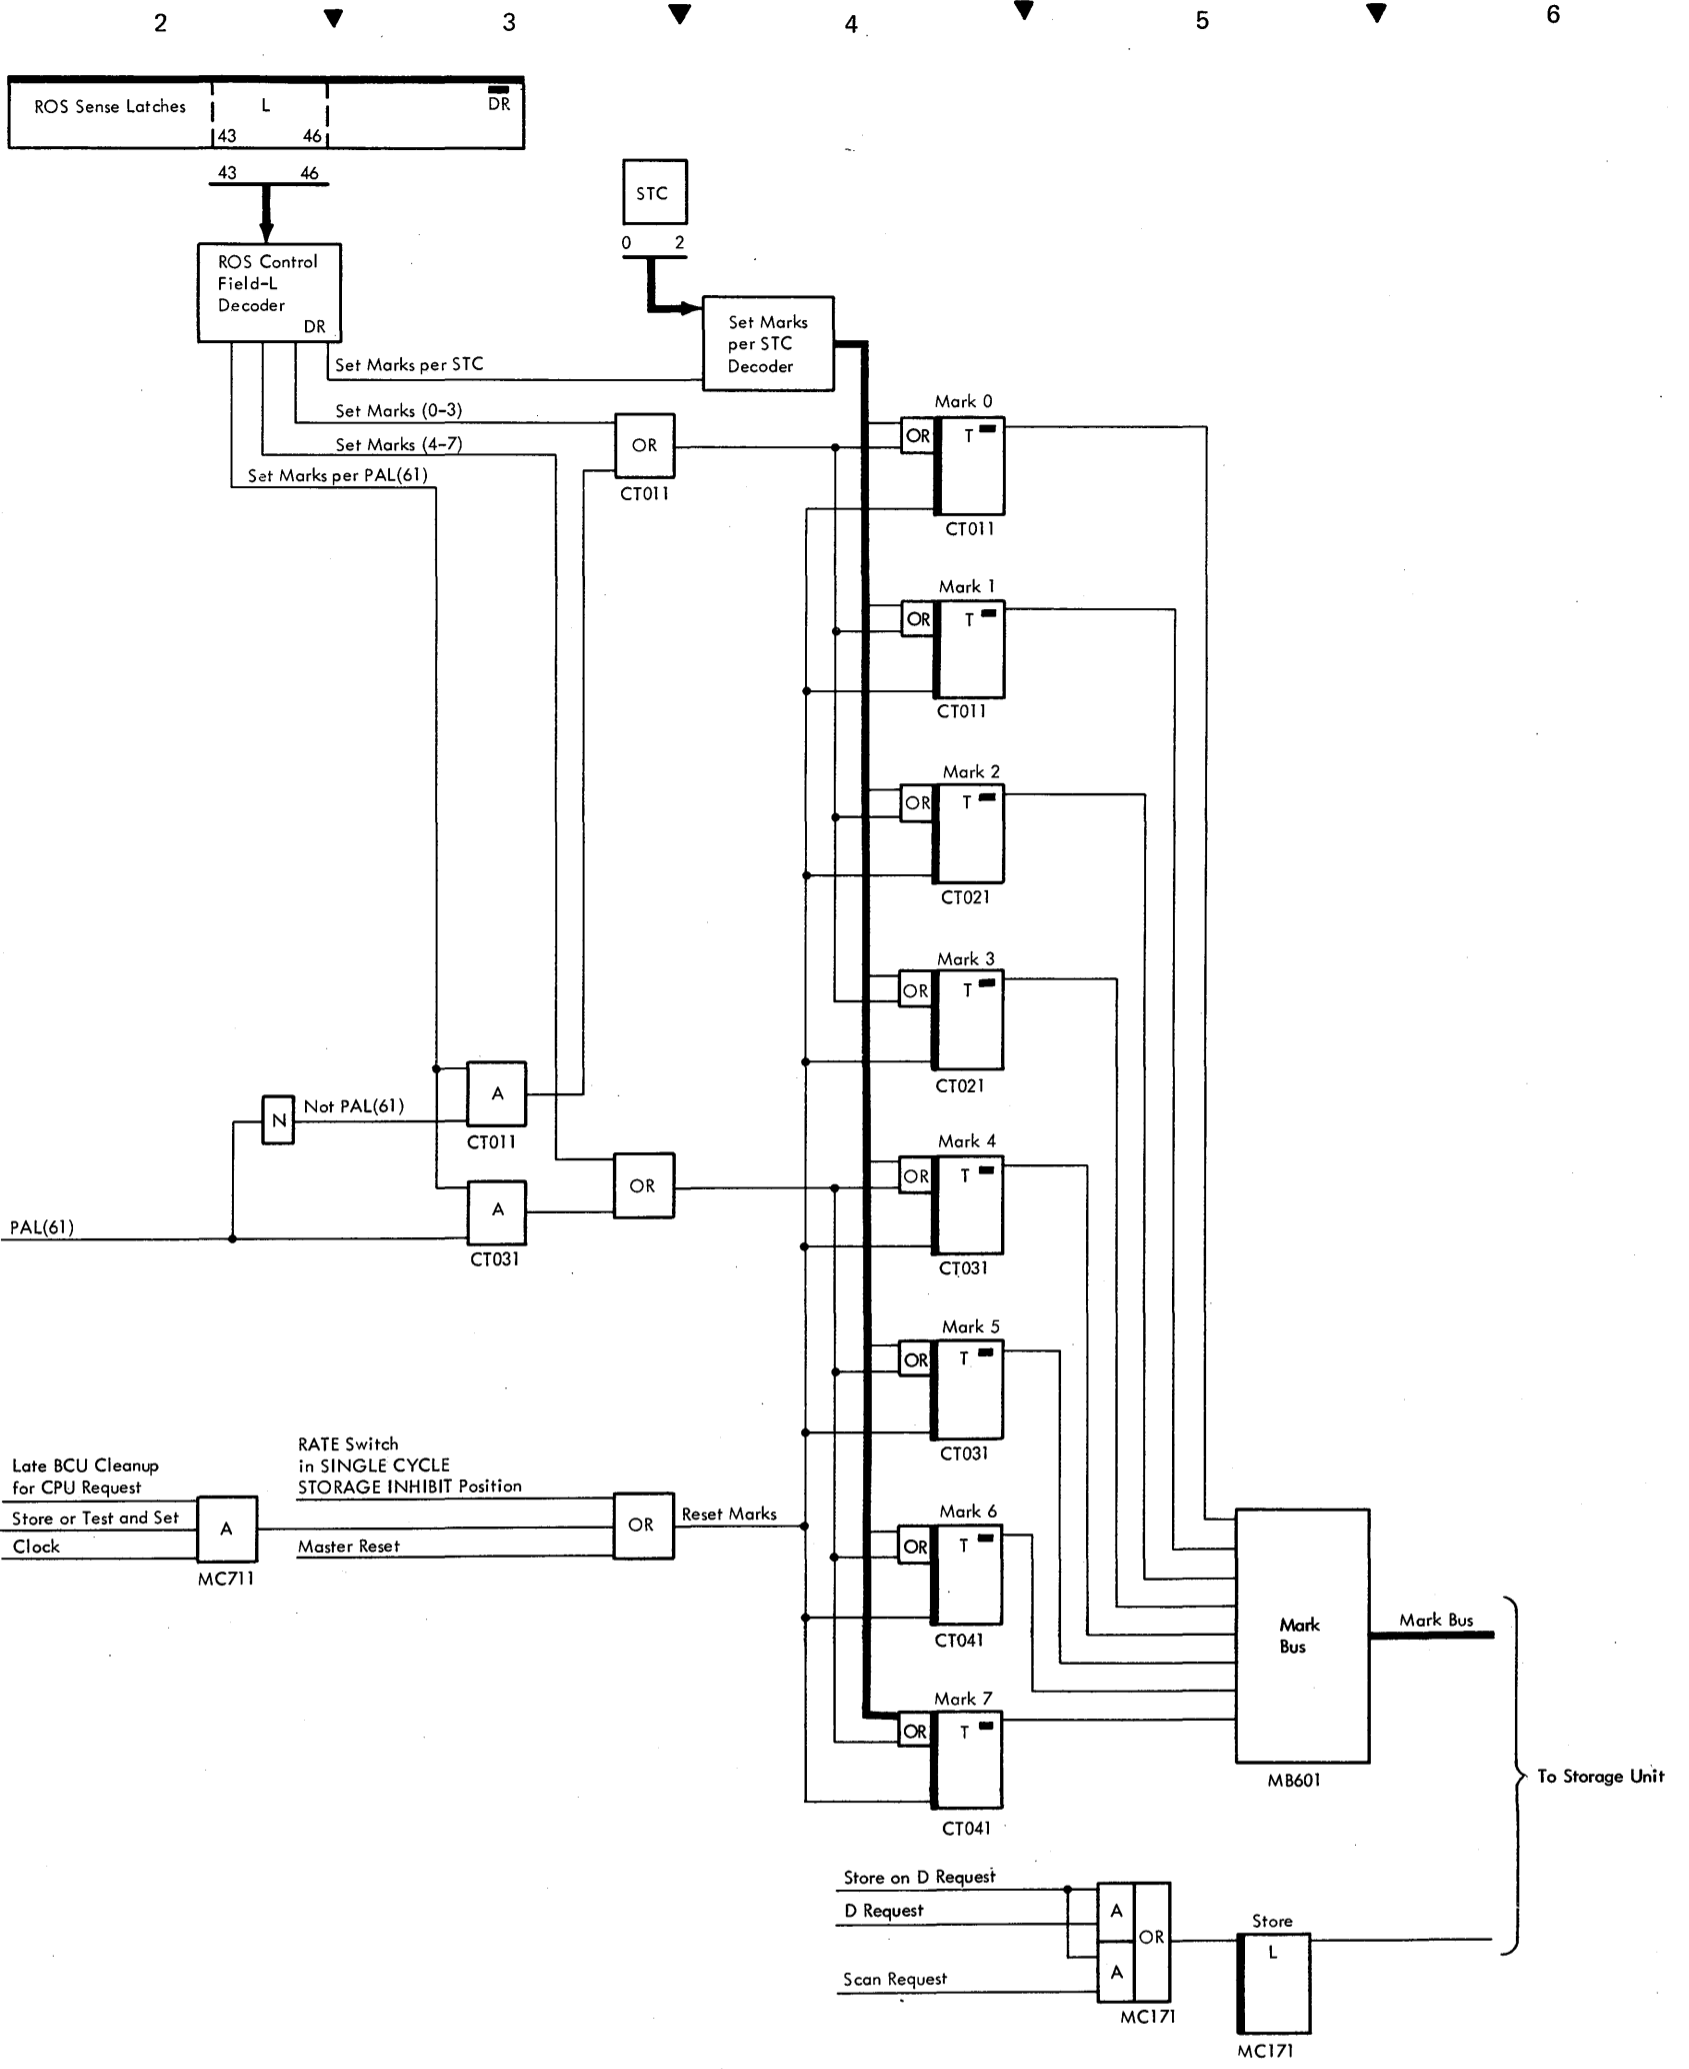 2 3 4 5 6
ROS Sense Latches L DR
43 46
43 46
STC
0 2
ROS Control
Field-L
Decoder
DR
Set Marks
per STC
Decoder
Set Marks per STC
Set Marks (0-3)
Set Marks (4-7)
Set Marks per PAL(61)
OR
CT011
Mark 0
OR T
CT011
Mark 1
OR T
CT011
Mark 2
OR T
CT021
Mark 3
OR T
CT021
A
N Not PAL(61)
CT011
Mark 4
OR T
CT031
OR
A
PAL(61)
CT031
Mark 5
OR T
CT031
RATE Switch
in SINGLE CYCLE
STORAGE INHIBIT Position
Late BCU Cleanup
for CPU Request
Store or Test and Set
Clock
A
MC711
Master Reset
OR
Reset Marks
Mark 6
OR T
CT041
Mark 7
OR T
CT041
Mark
Bus
MB601
Mark Bus
To Storage Unit
Store on D Request
D Request
Scan Request
A
A
OR
MC171
Store
L
MC171